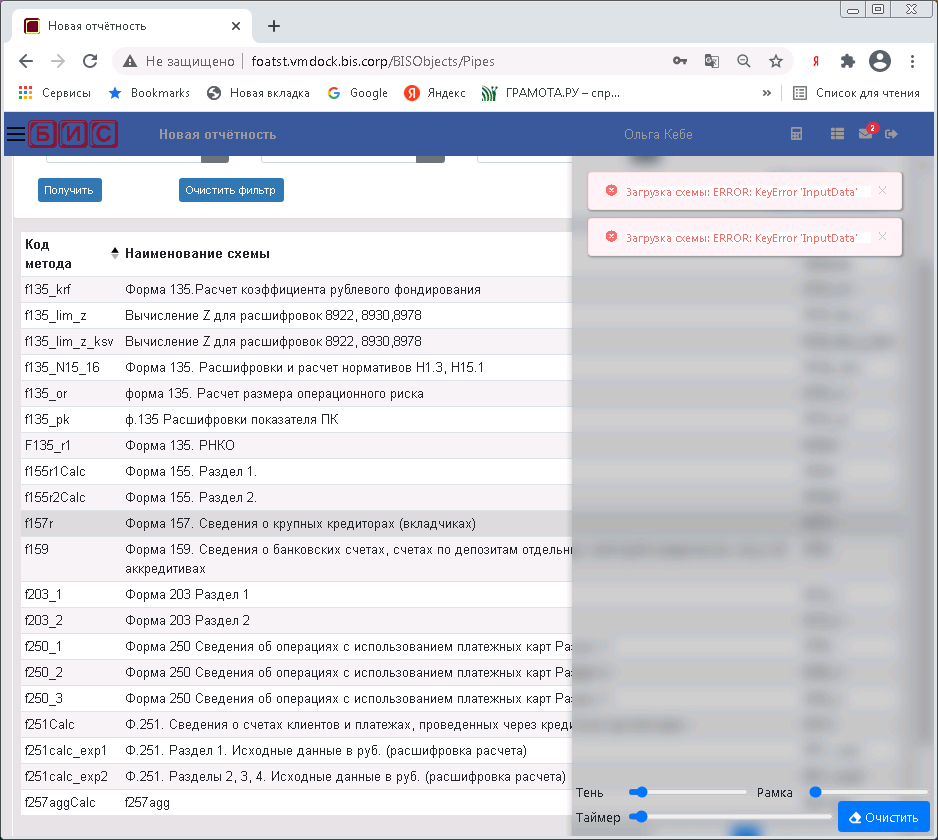 Новая отчётность
Не защищено foatst.vmdock.bis.corp/BISObjects/Pipes
Сервисы Bookmarks Новая вкладка Google Яндекс ГРАМОТА.РУ – спр... » Список для чтения
БИС Новая отчётность Ольга Кебе 2
Получить Очистить фильтр
Загрузка схемы: ERROR: KeyError 'InputData'
Загрузка схемы: ERROR: KeyError 'InputData'
Код метода Наименование схемы
f135_krf Форма 135.Расчет коэффициента рублевого фондирования
f135_lim_z Вычисление Z для расшифровок 8922, 8930,8978
f135_lim_z_ksv Вычисление Z для расшифровок 8922, 8930,8978
f135_N15_16 Форма 135. Расшифровки и расчет нормативов Н1.3, Н15.1
f135_or форма 135. Расчет размера операционного риска
f135_pk ф.135 Расшифровки показателя ПК
F135_r1 Форма 135. РНКО
f155r1Calc Форма 155. Раздел 1.
f155r2Calc Форма 155. Раздел 2.
f157r Форма 157. Сведения о крупных кредиторах (вкладчиках)
f159 Форма 159. Сведения о банковских счетах, счетах по депозитам отдельн
аккредитивах
f203_1 Форма 203 Раздел 1
f203_2 Форма 203 Раздел 2
f250_1 Форма 250 Сведения об операциях с использованием платежных карт Раз
f250_2 Форма 250 Сведения об операциях с использованием платежных карт Раз
f250_3 Форма 250 Сведения об операциях с использованием платежных карт Раз
f251Calc Ф.251. Сведения о счетах клиентов и платежах, проведенных через креди
f251calc_exp1 Ф.251. Раздел 1. Исходные данные в руб. (расшифровка расчета)
f251calc_exp2 Ф.251. Разделы 2, 3, 4. Исходные данные в руб. (расшифровка расчета)
f257aggCalc f257agg
Тень Рамка
Таймер Очистить